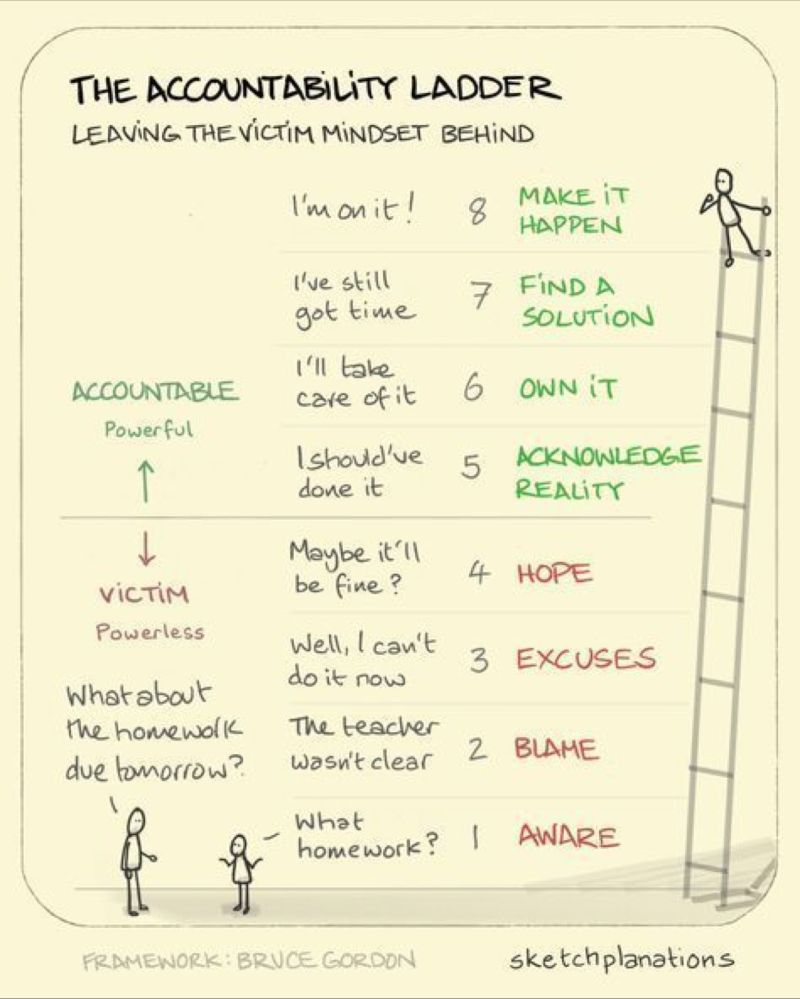 THE ACCOUNTABILITY LADDER
LEAVING THE VICTIM MINDSET BEHIND
I'm on it! 8 MAKE IT
HAPPEN
I've still
got time 7 FIND A
SOLUTION
I'll take
care of it 6 OWN IT
I should've
done it 5 ACKNOWLEDGE
REALITY
ACCOUNTABLE
Powerful
Maybe it'll
be fine? 4 HOPE
VICTIM
Powerless
Well, I can't
do it now 3 EXCUSES
The teacher
wasn't clear 2 BLAME
What about
the homework
due tomorrow?
What
homework? 1 AWARE
FRAMEWORK: BRUCE GORDON
sketchplanations